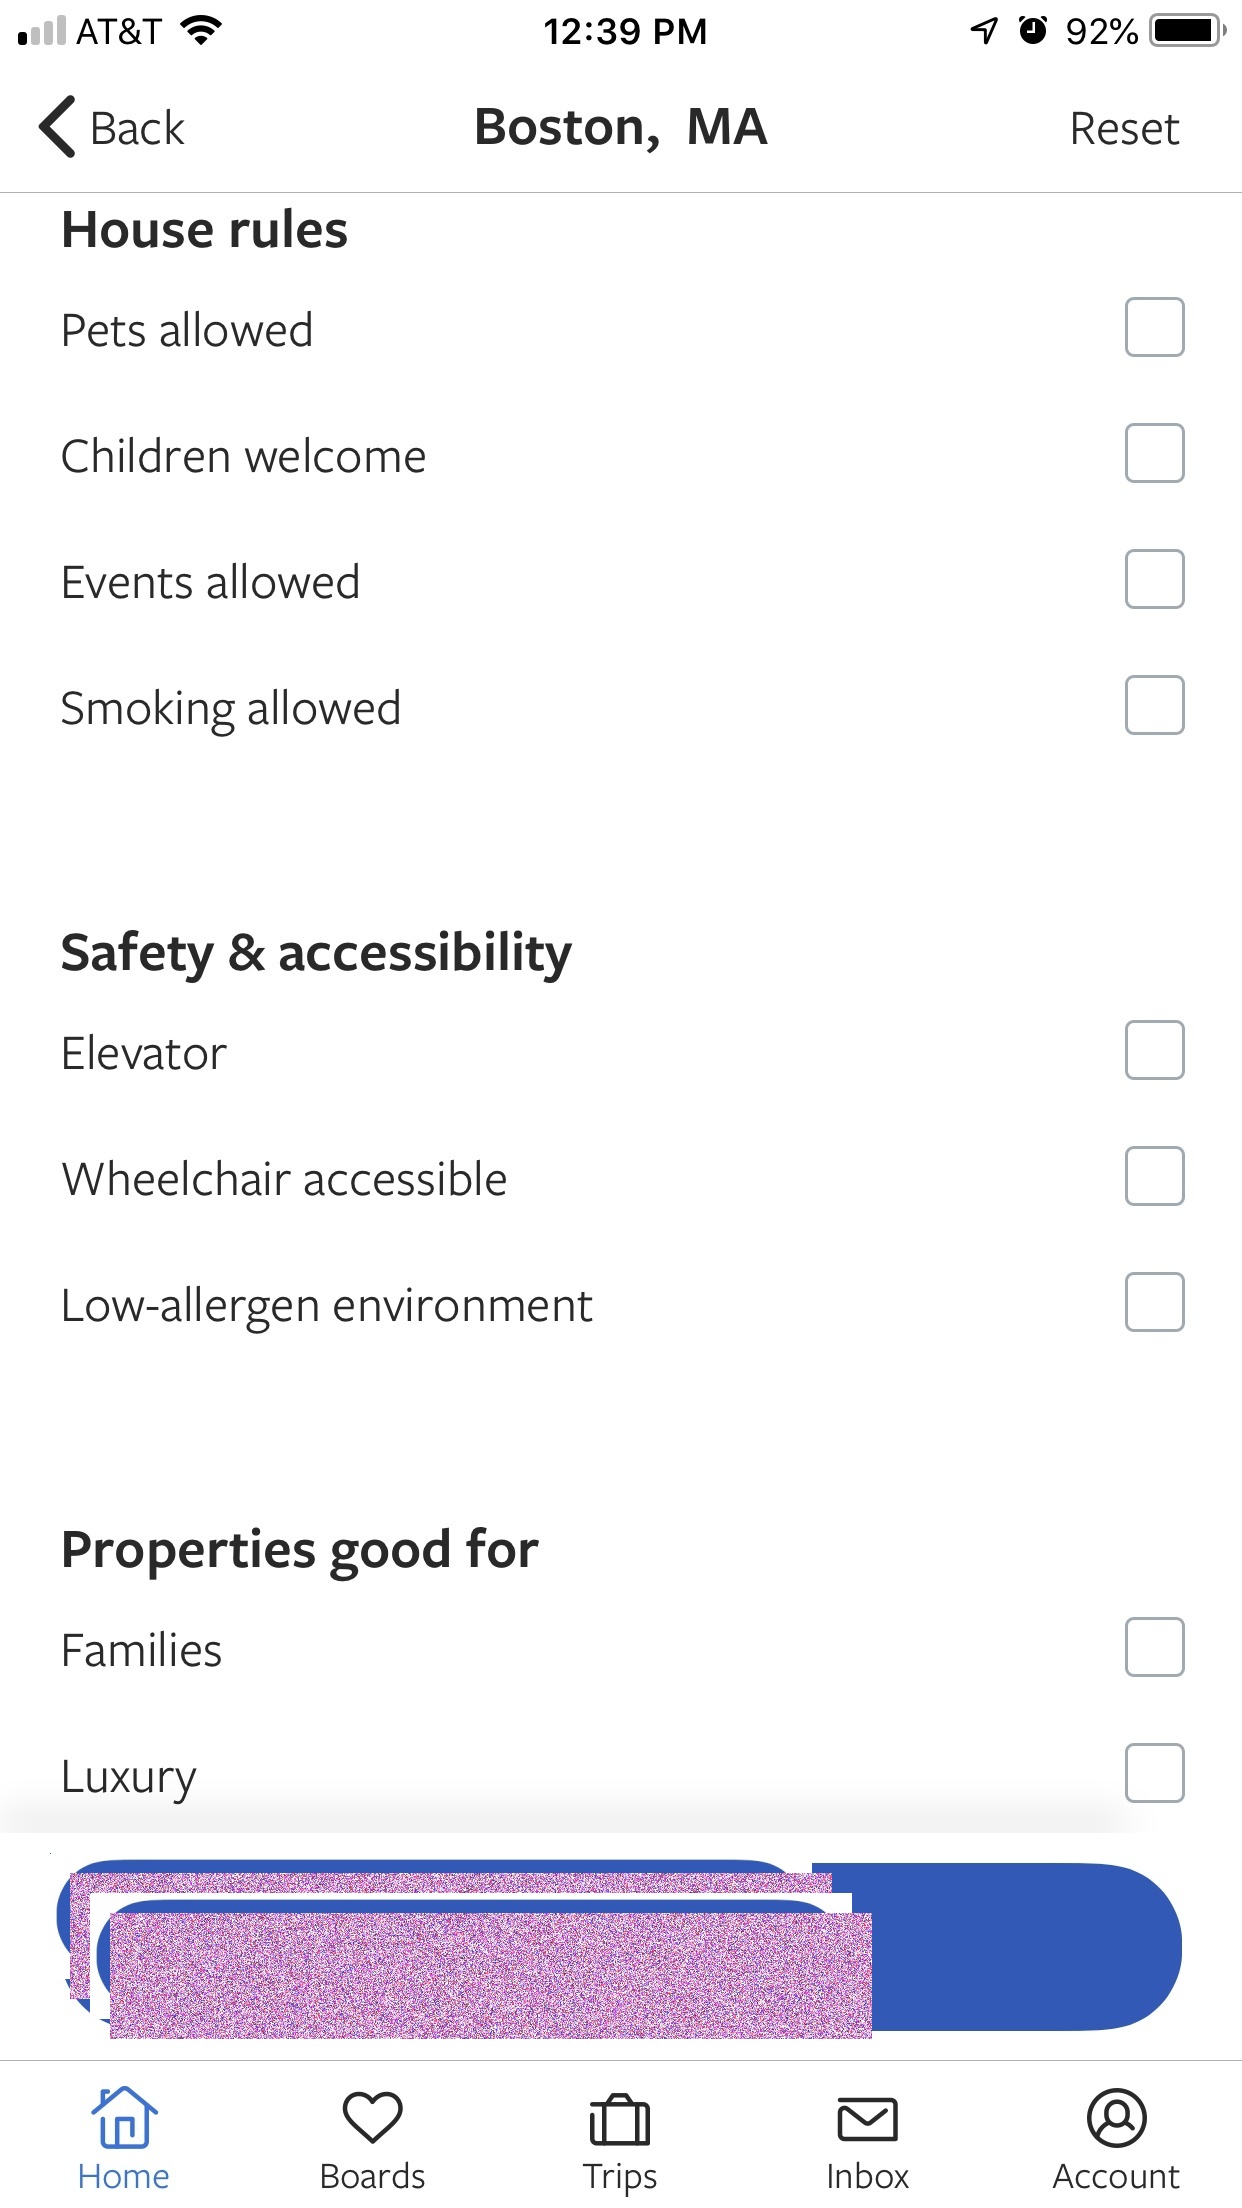 AT&T 12:39 PM 92%
Back Boston, MA Reset
House rules
Pets allowed
Children welcome
Events allowed
Smoking allowed
Safety & accessibility
Elevator
Wheelchair accessible
Low-allergen environment
Properties good for
Families
Luxury
Home Boards Trips Inbox Account